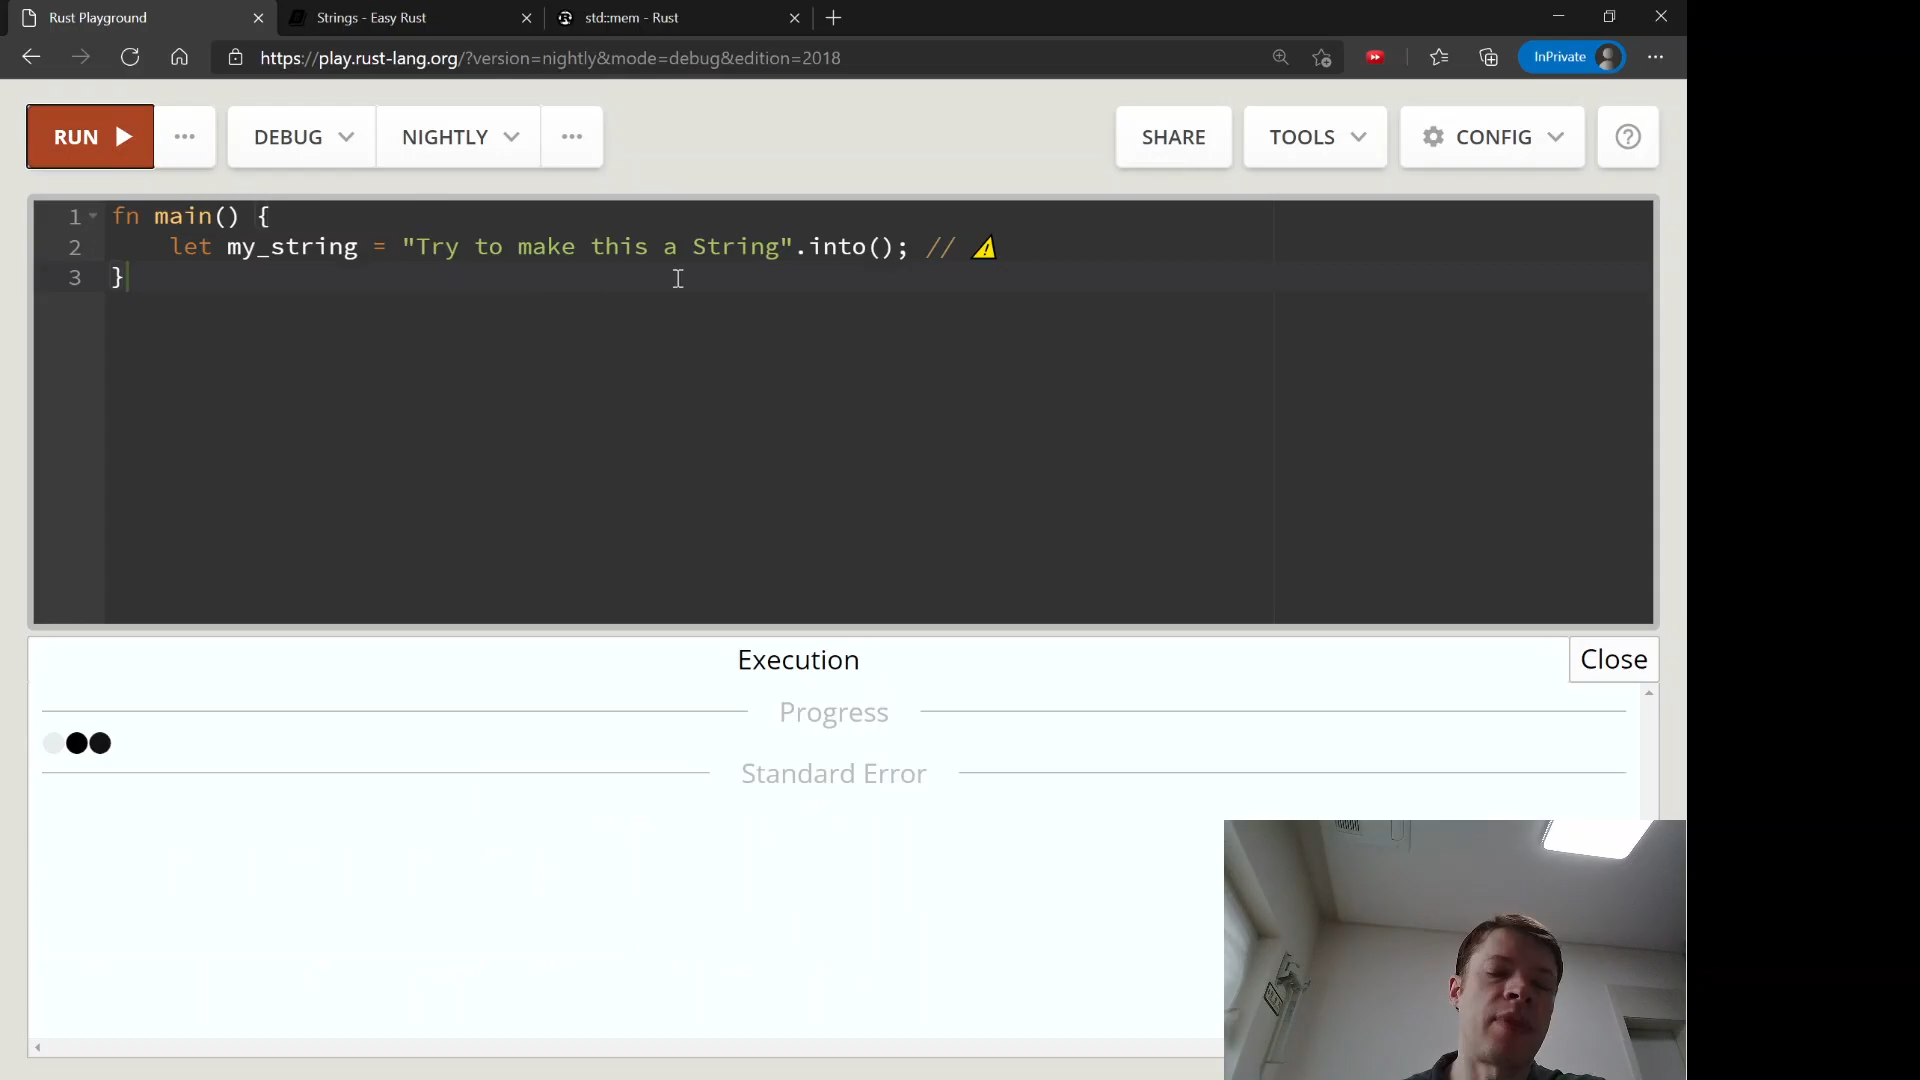 Rust Playground
Strings - Easy Rust
std::mem - Rust
https://play.rust-lang.org/?version=nightly&mode=debug&edition=2018
InPrivate
RUN
DEBUG
NIGHTLY
SHARE
TOOLS
CONFIG
1 fn main() {
2 let my_string = "Try to make this a String".into(); // ⚠
3 }
Execution
Close
Progress
Standard Error